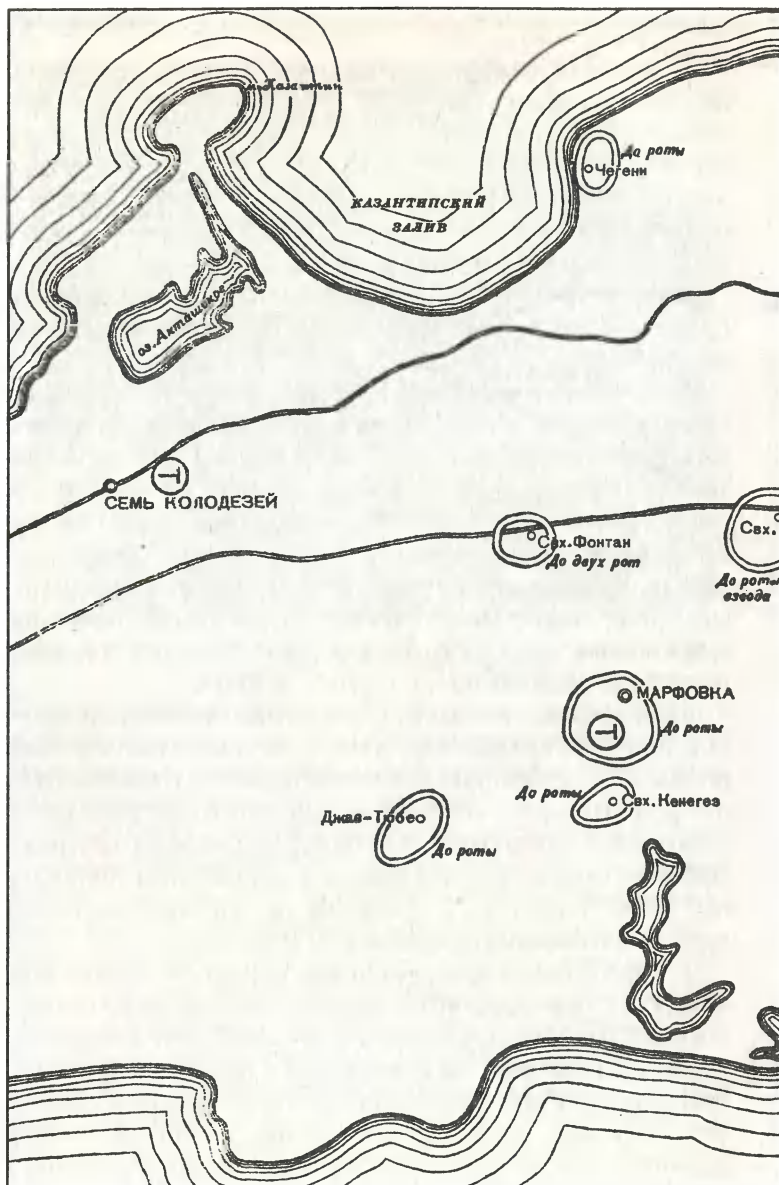 м. Казантип
До роты
Чегени
КАЗАНТИПСКИЙ
ЗАЛИВ
оз. Акташское
СЕМЬ КОЛОДЕЗЕЙ
Свх. Фонтан
До двух рот
Свх.
До роты
взвода
МАРФОВКА
До роты
До роты
Свх. Кенегез
Джав-Тюбе
До роты